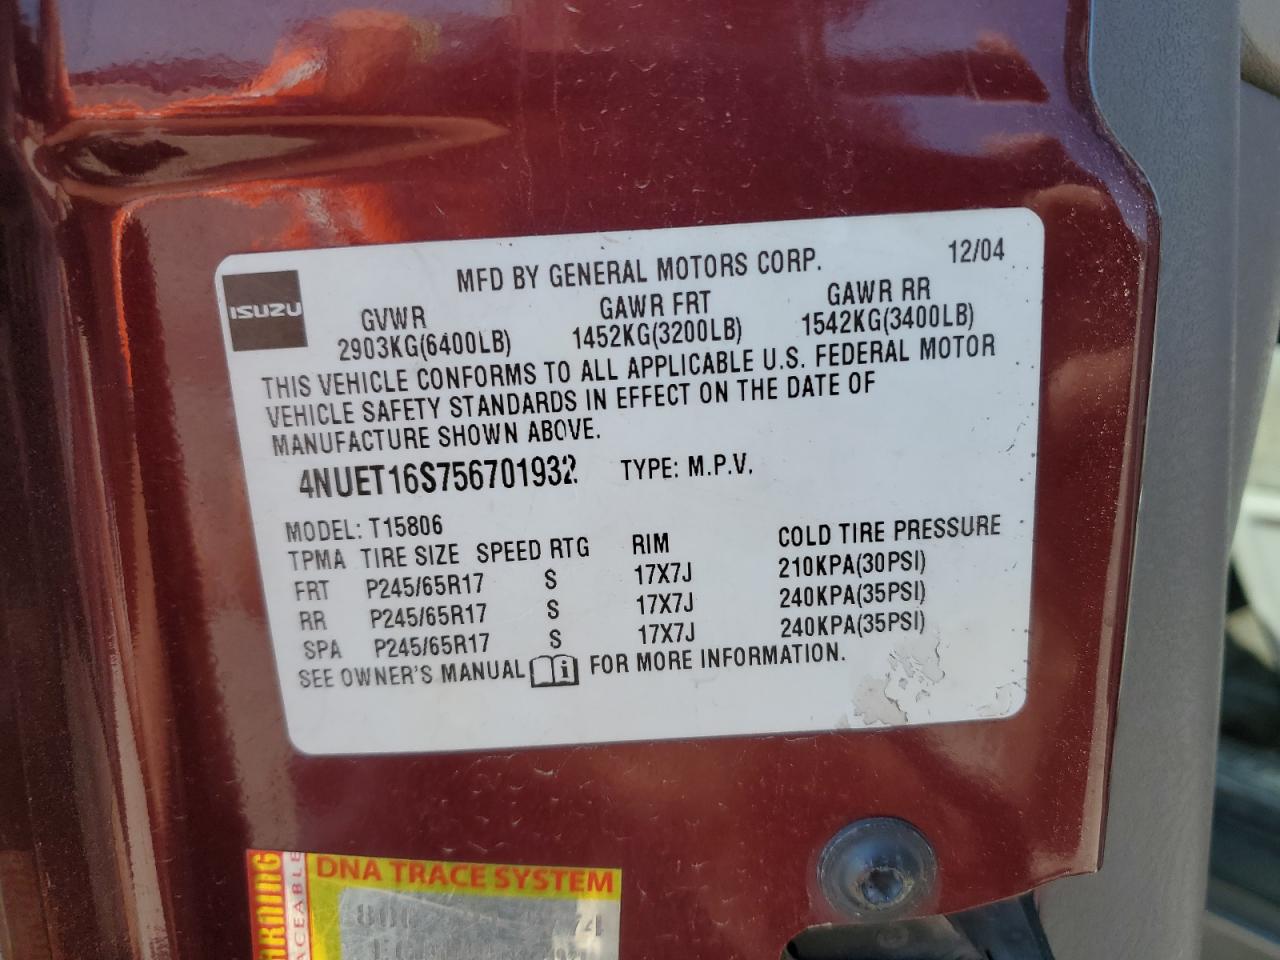 MFD BY GENERAL MOTORS CORP. 12/04
ISUZU
GVWR GAWR FRT GAWR RR
2903KG(6400LB) 1452KG(3200LB) 1542KG(3400LB)
THIS VEHICLE CONFORMS TO ALL APPLICABLE U.S. FEDERAL MOTOR
VEHICLE SAFETY STANDARDS IN EFFECT ON THE DATE OF
MANUFACTURE SHOWN ABOVE.
4NUET16S756701932 TYPE: M.P.V.
MODEL: T15806
TPMA TIRE SIZE SPEED RTG RIM COLD TIRE PRESSURE
FRT P245/65R17 S 17X7J 210KPA(30PSI)
RR P245/65R17 S 17X7J 240KPA(35PSI)
SPA P245/65R17 S 17X7J 240KPA(35PSI)
SEE OWNER'S MANUAL i FOR MORE INFORMATION.
DNA TRACE SYSTEM